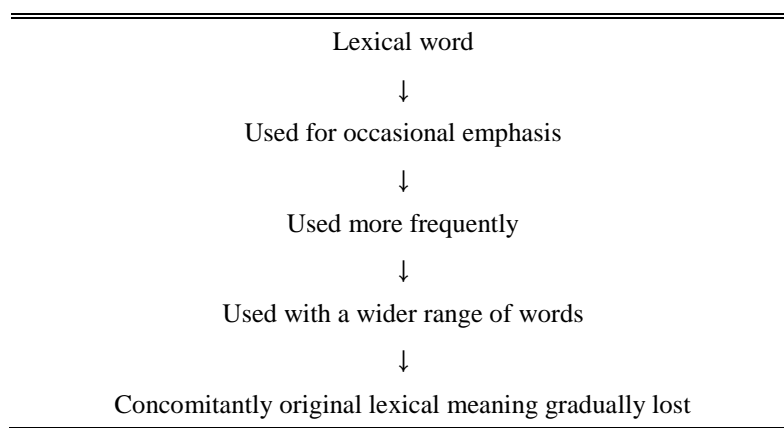 Lexical word
↓
Used for occasional emphasis
↓
Used more frequently
↓
Used with a wider range of words
↓
Concomitantly original lexical meaning gradually lost